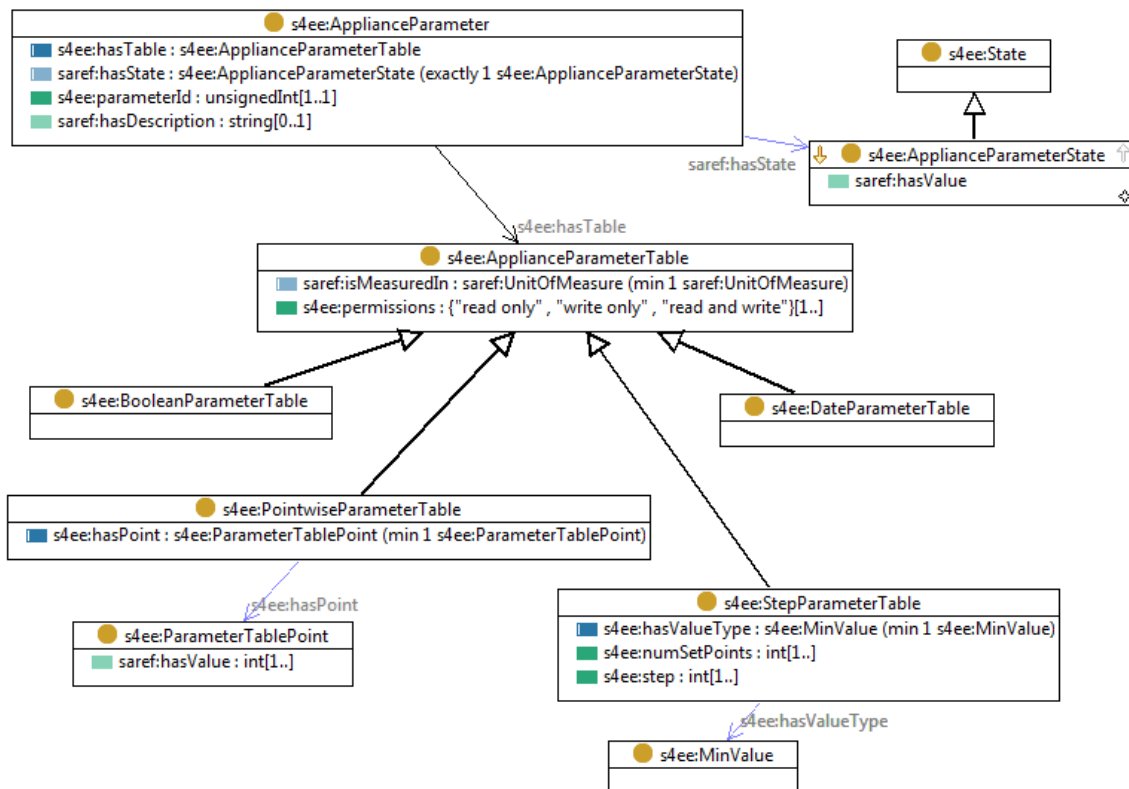 s4ee:ApplianceParameter
s4ee:hasTable : s4ee:ApplianceParameterTable
saref:hasState : s4ee:ApplianceParameterState (exactly 1 s4ee:ApplianceParameterState)
s4ee:parameterId : unsignedInt[1..1]
saref:hasDescription : string[0..1]
s4ee:State
saref:hasState
s4ee:ApplianceParameterState
saref:hasValue
s4ee:hasTable
s4ee:ApplianceParameterTable
saref:isMeasuredIn : saref:UnitOfMeasure (min 1 saref:UnitOfMeasure)
s4ee:permissions : {"read only" , "write only" , "read and write"}[1..]
s4ee:BooleanParameterTable
s4ee:DateParameterTable
s4ee:PointwiseParameterTable
s4ee:hasPoint : s4ee:ParameterTablePoint (min 1 s4ee:ParameterTablePoint)
s4ee:hasPoint
s4ee:ParameterTablePoint
saref:hasValue : int[1..]
s4ee:StepParameterTable
s4ee:hasValueType : s4ee:MinValue (min 1 s4ee:MinValue)
s4ee:numSetPoints : int[1..]
s4ee:step : int[1..]
s4ee:hasValueType
s4ee:MinValue